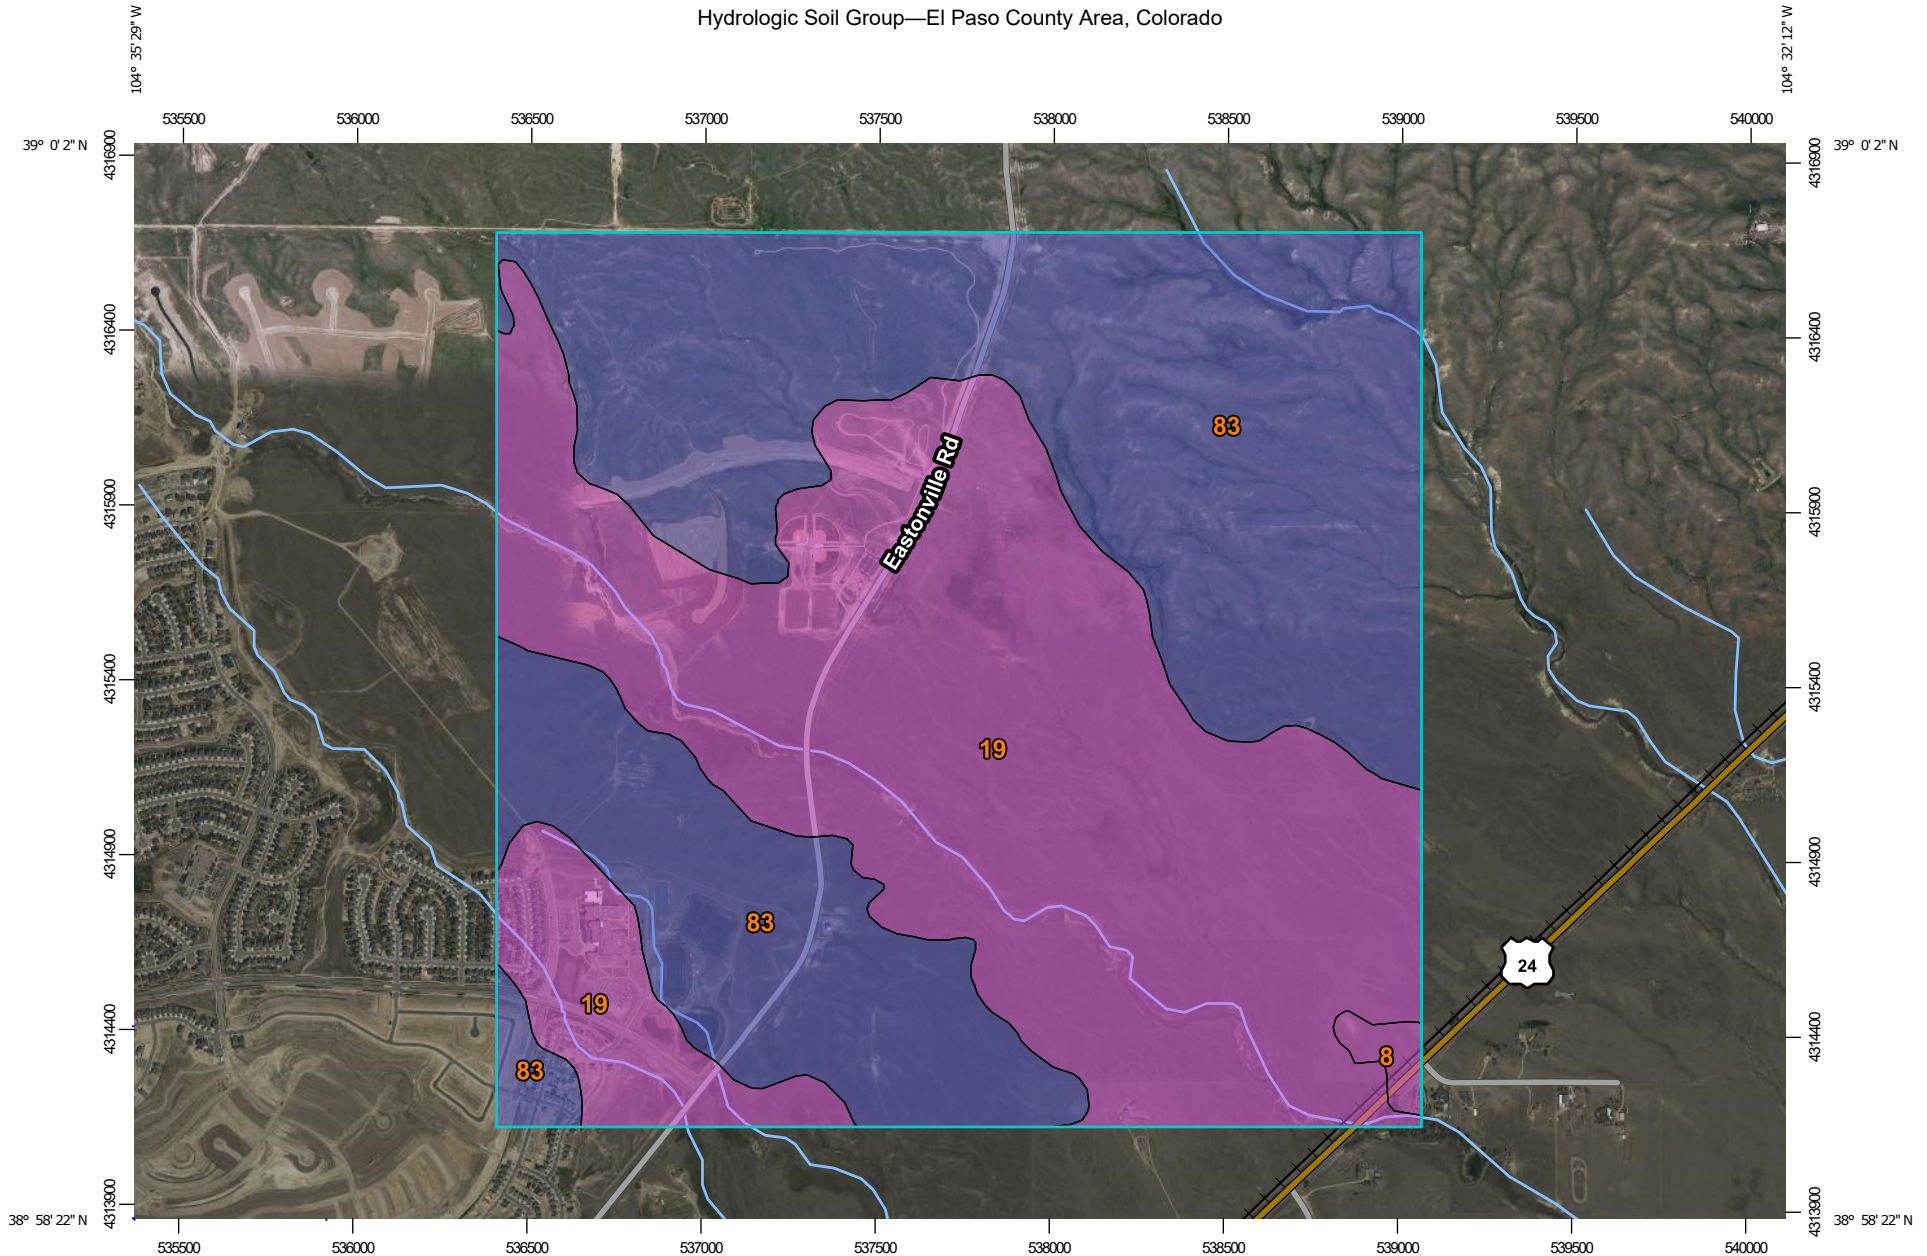 Hydrologic Soil Group—El Paso County Area, Colorado
104° 35' 29" W
104° 32' 12" W
535500 536000 536500 537000 537500 538000 538500 539000 539500 540000
39° 0' 2" N
39° 0' 2" N
4316900
4316900
4316400
4316400
83
Eastonville Rd
4315900
4315900
4315400
4315400
19
4314900
4314900
83
24
19
4314400
4314400
8
83
4313900
4313900
38° 58' 22" N
38° 58' 22" N
535500 536000 536500 537000 537500 538000 538500 539000 539500 540000